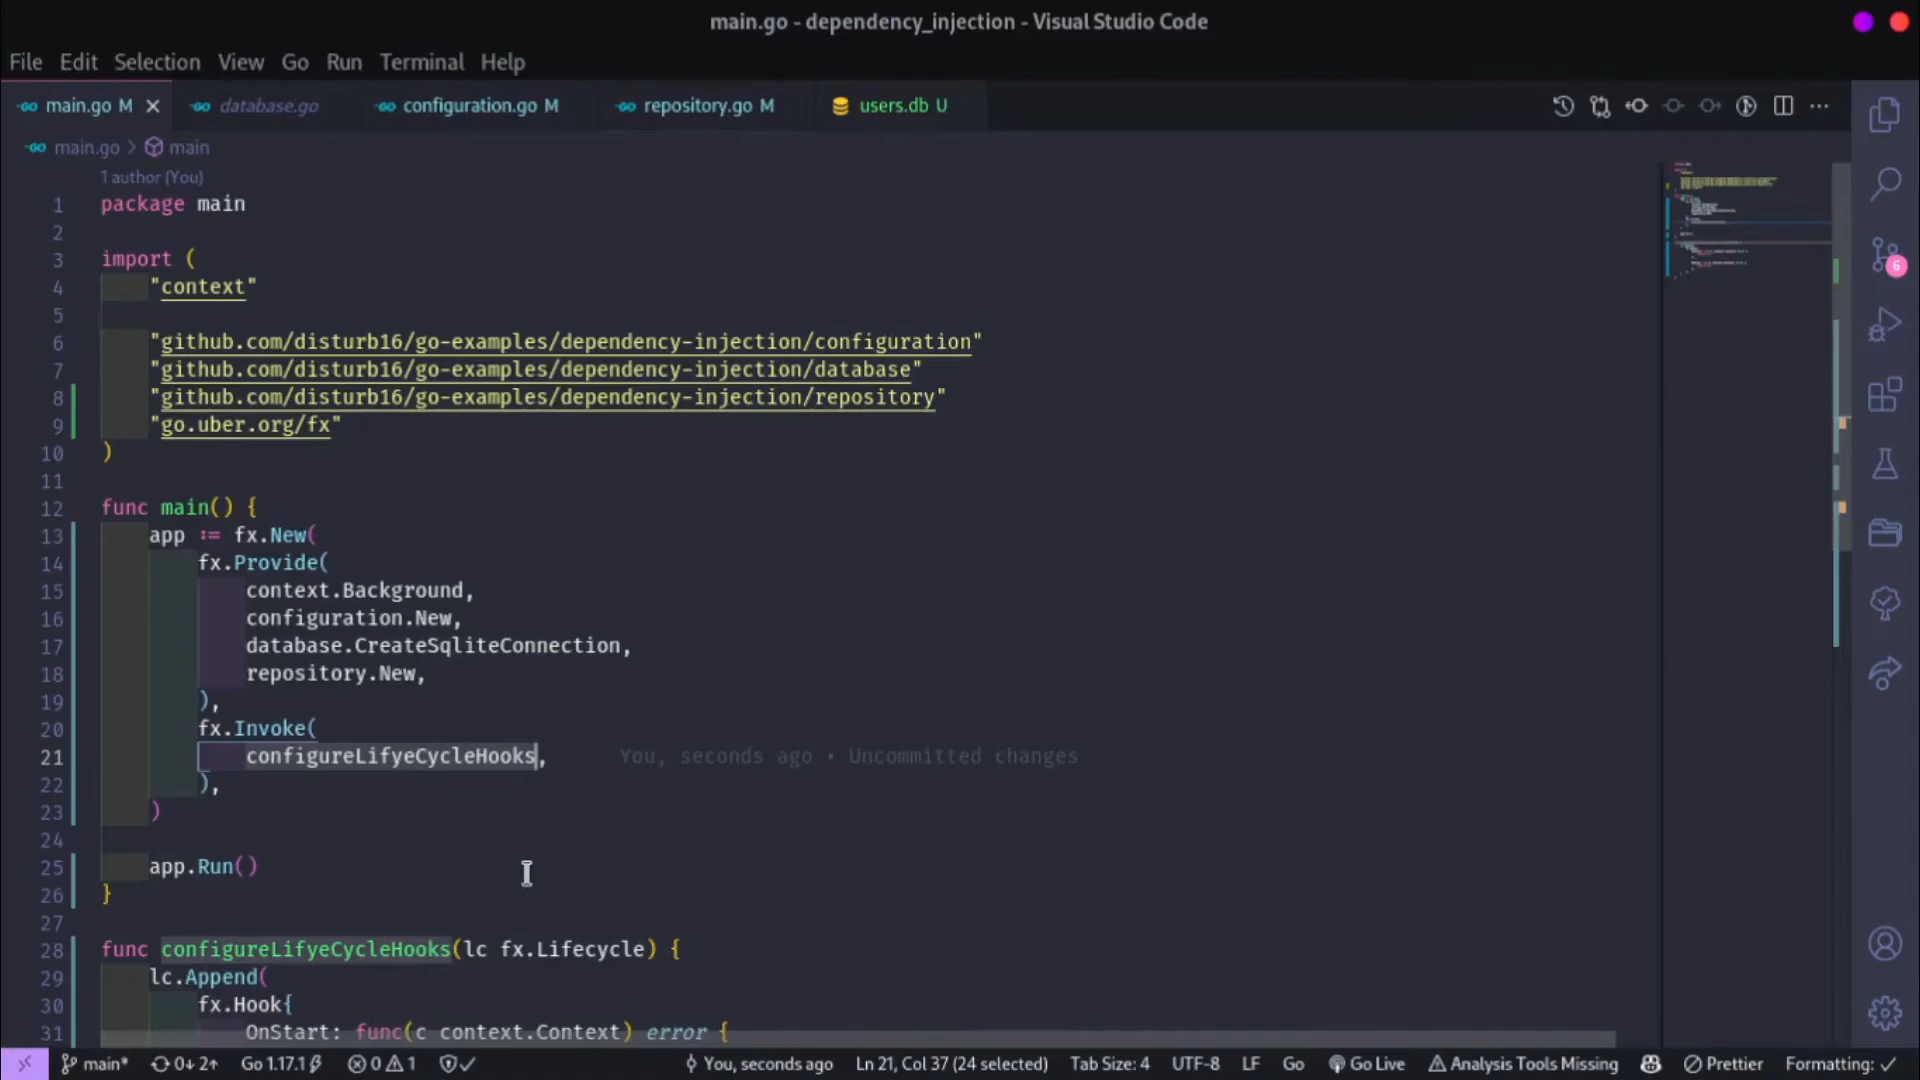 main.go - dependency_injection - Visual Studio Code
File Edit Selection View Go Run Terminal Help
main.go M database.go configuration.go M repository.go M users.db U
main.go > main
1 author (You)
1 package main
2
3 import (
4 "context"
5
6 "github.com/disturb16/go-examples/dependency-injection/configuration"
7 "github.com/disturb16/go-examples/dependency-injection/database"
8 "github.com/disturb16/go-examples/dependency-injection/repository"
9 "go.uber.org/fx"
10 )
11
12 func main() {
13 app := fx.New(
14 fx.Provide(
15 context.Background,
16 configuration.New,
17 database.CreateSqliteConnection,
18 repository.New,
19 ),
20 fx.Invoke(
21 configureLifyeCycleHooks, You, seconds ago • Uncommitted changes
22 ),
23 )
24
25 app.Run()
26 }
27
28 func configureLifyeCycleHooks(lc fx.Lifecycle) {
29 lc.Append(
30 fx.Hook{
31 OnStart: func(c context.Context) error {
6
main* 0↓ 2↑ Go 1.17.1 0 1 You, seconds ago Ln 21, Col 37 (24 selected) Tab Size: 4 UTF-8 LF Go Go Live Analysis Tools Missing Prettier Formatting: ✓